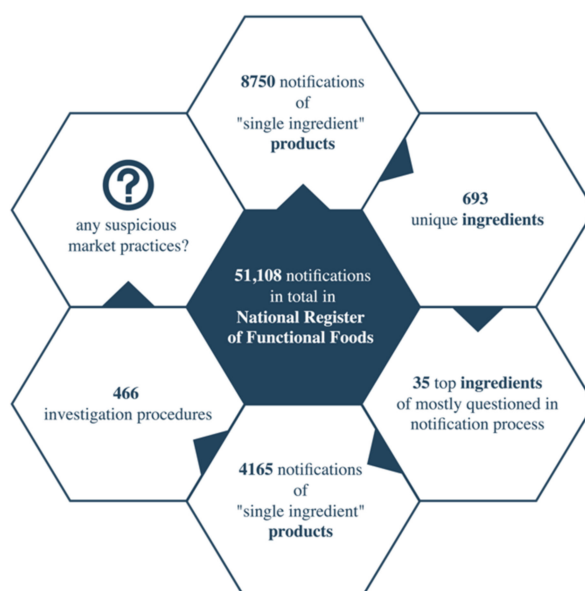 8750 notifications
of
"single ingredient"
products
693
unique ingredients
35 top ingredients
of mostly questioned in
notification process
4165 notifications
of
"single ingredient"
products
466
investigation procedures
?
any suspicious
market practices?
51,108 notifications
in total in
National Register
of Functional Foods